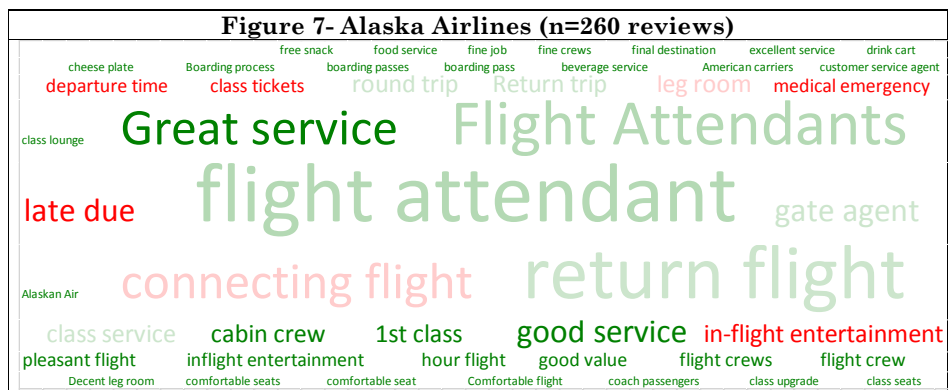 Figure 7- Alaska Airlines (n=260 reviews)
free snack food service fine job fine crews final destination excellent service drink cart
cheese plate Boarding process boarding passes boarding pass beverage service American carriers customer service agent
departure time class tickets round trip Return trip leg room medical emergency
class lounge Great service Flight Attendants
late due flight attendant gate agent
Alaskan Air connecting flight return flight
class service cabin crew 1st class good service in-flight entertainment
pleasant flight inflight entertainment hour flight good value flight crews flight crew
Decent leg room comfortable seats comfortable seat Comfortable flight coach passengers class upgrade class seats